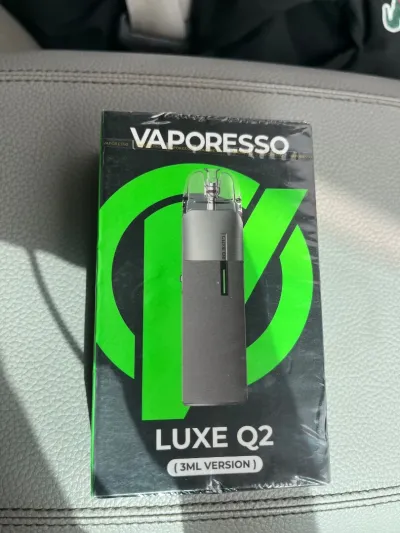 VAPORESSO
LUXE Q2
( 3ML VERSION )